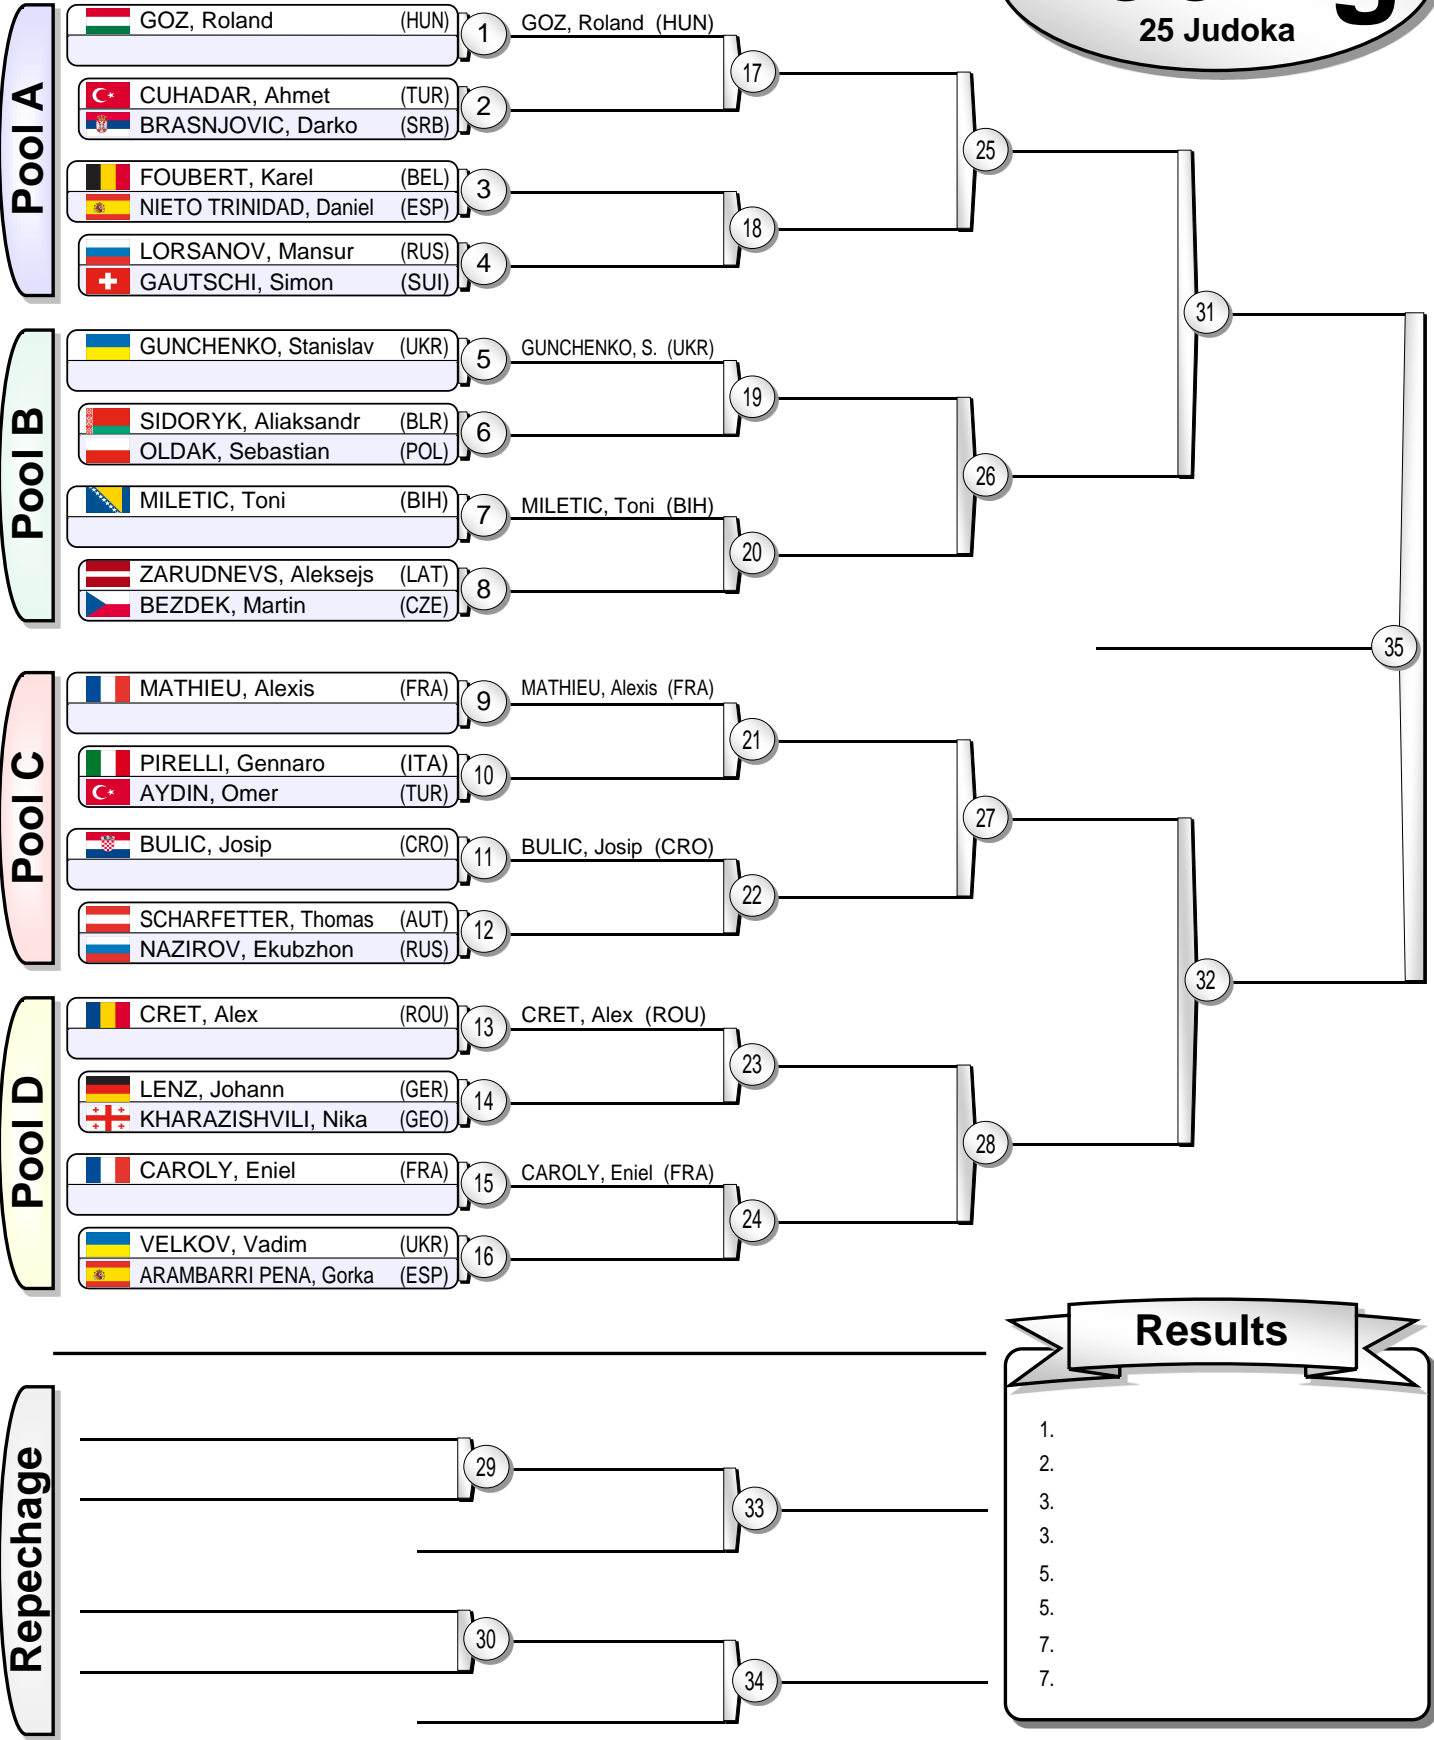 25 Judoka
Pool A
GOZ, Roland (HUN) 1 GOZ, Roland (HUN)
17
CUHADAR, Ahmet (TUR)
2
BRASNJOVIC, Darko (SRB)
25
FOUBERT, Karel (BEL)
3
NIETO TRINIDAD, Daniel (ESP)
18
LORSANOV, Mansur (RUS)
4
GAUTSCHI, Simon (SUI)
31
Pool B
GUNCHENKO, Stanislav (UKR) 5 GUNCHENKO, S. (UKR)
19
SIDORYK, Aliaksandr (BLR)
6
OLDAK, Sebastian (POL)
26
MILETIC, Toni (BIH) 7 MILETIC, Toni (BIH)
20
ZARUDNEVS, Aleksejs (LAT)
8
BEZDEK, Martin (CZE)
35
Pool C
MATHIEU, Alexis (FRA) 9 MATHIEU, Alexis (FRA)
21
PIRELLI, Gennaro (ITA)
10
AYDIN, Omer (TUR)
27
BULIC, Josip (CRO) 11 BULIC, Josip (CRO)
22
SCHARFETTER, Thomas (AUT)
12
NAZIROV, Ekubzhon (RUS)
32
Pool D
CRET, Alex (ROU) 13 CRET, Alex (ROU)
23
LENZ, Johann (GER)
14
KHARAZISHVILI, Nika (GEO)
28
CAROLY, Eniel (FRA) 15 CAROLY, Eniel (FRA)
24
VELKOV, Vadim (UKR)
16
ARAMBARRI PENA, Gorka (ESP)
Repechage
29
33
30
34
Results
1.
2.
3.
3.
5.
5.
7.
7.